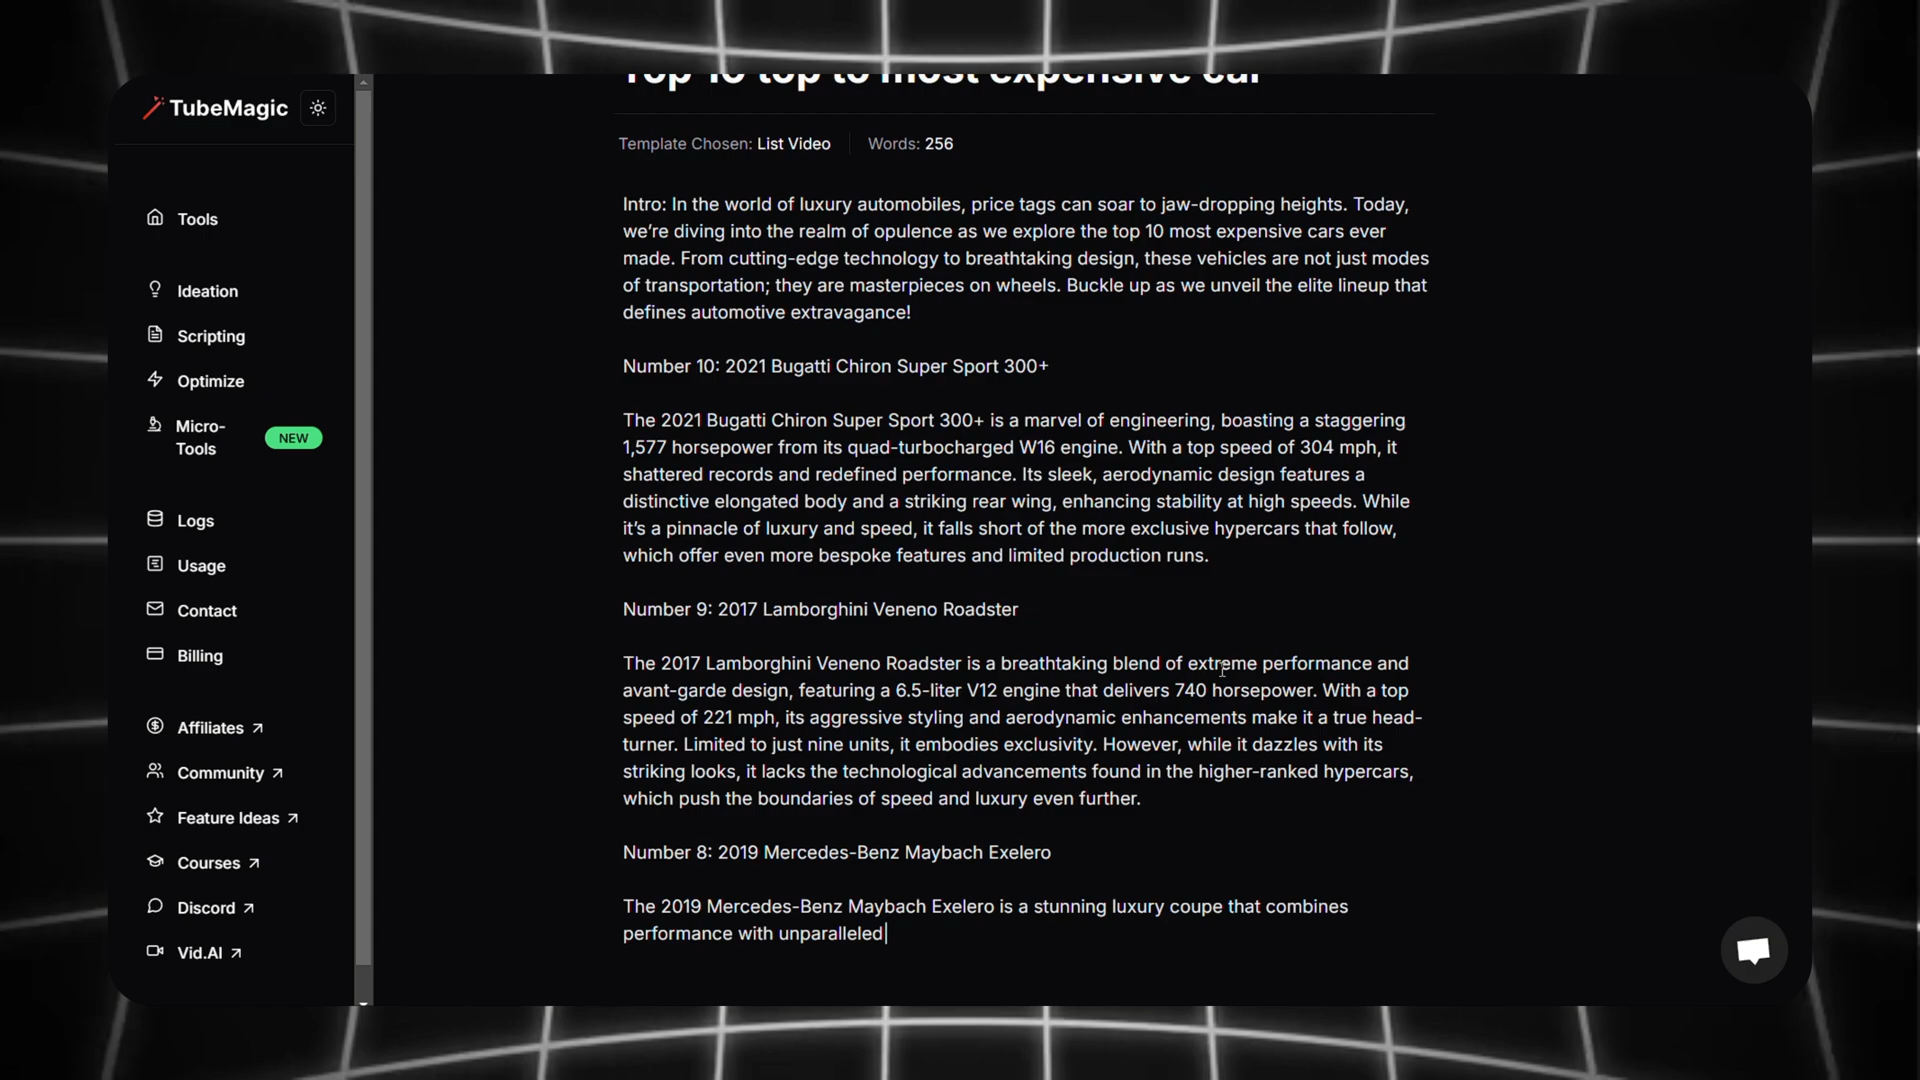 TubeMagic
Tools
Ideation
Scripting
Optimize
Micro-
Tools
NEW
Logs
Usage
Contact
Billing
Affiliates
Community
Feature Ideas
Courses
Discord
Vid.AI
Top 10 top to most expensive car
Template Chosen: List Video
Words: 256
Intro: In the world of luxury automobiles, price tags can soar to jaw-dropping heights. Today,
we're diving into the realm of opulence as we explore the top 10 most expensive cars ever
made. From cutting-edge technology to breathtaking design, these vehicles are not just modes
of transportation; they are masterpieces on wheels. Buckle up as we unveil the elite lineup that
defines automotive extravagance!
Number 10: 2021 Bugatti Chiron Super Sport 300+
The 2021 Bugatti Chiron Super Sport 300+ is a marvel of engineering, boasting a staggering
1,577 horsepower from its quad-turbocharged W16 engine. With a top speed of 304 mph, it
shattered records and redefined performance. Its sleek, aerodynamic design features a
distinctive elongated body and a striking rear wing, enhancing stability at high speeds. While
it's a pinnacle of luxury and speed, it falls short of the more exclusive hypercars that follow,
which offer even more bespoke features and limited production runs.
Number 9: 2017 Lamborghini Veneno Roadster
The 2017 Lamborghini Veneno Roadster is a breathtaking blend of extreme performance and
avant-garde design, featuring a 6.5-liter V12 engine that delivers 740 horsepower. With a top
speed of 221 mph, its aggressive styling and aerodynamic enhancements make it a true head-
turner. Limited to just nine units, it embodies exclusivity. However, while it dazzles with its
striking looks, it lacks the technological advancements found in the higher-ranked hypercars,
which push the boundaries of speed and luxury even further.
Number 8: 2019 Mercedes-Benz Maybach Exelero
The 2019 Mercedes-Benz Maybach Exelero is a stunning luxury coupe that combines
performance with unparalleled